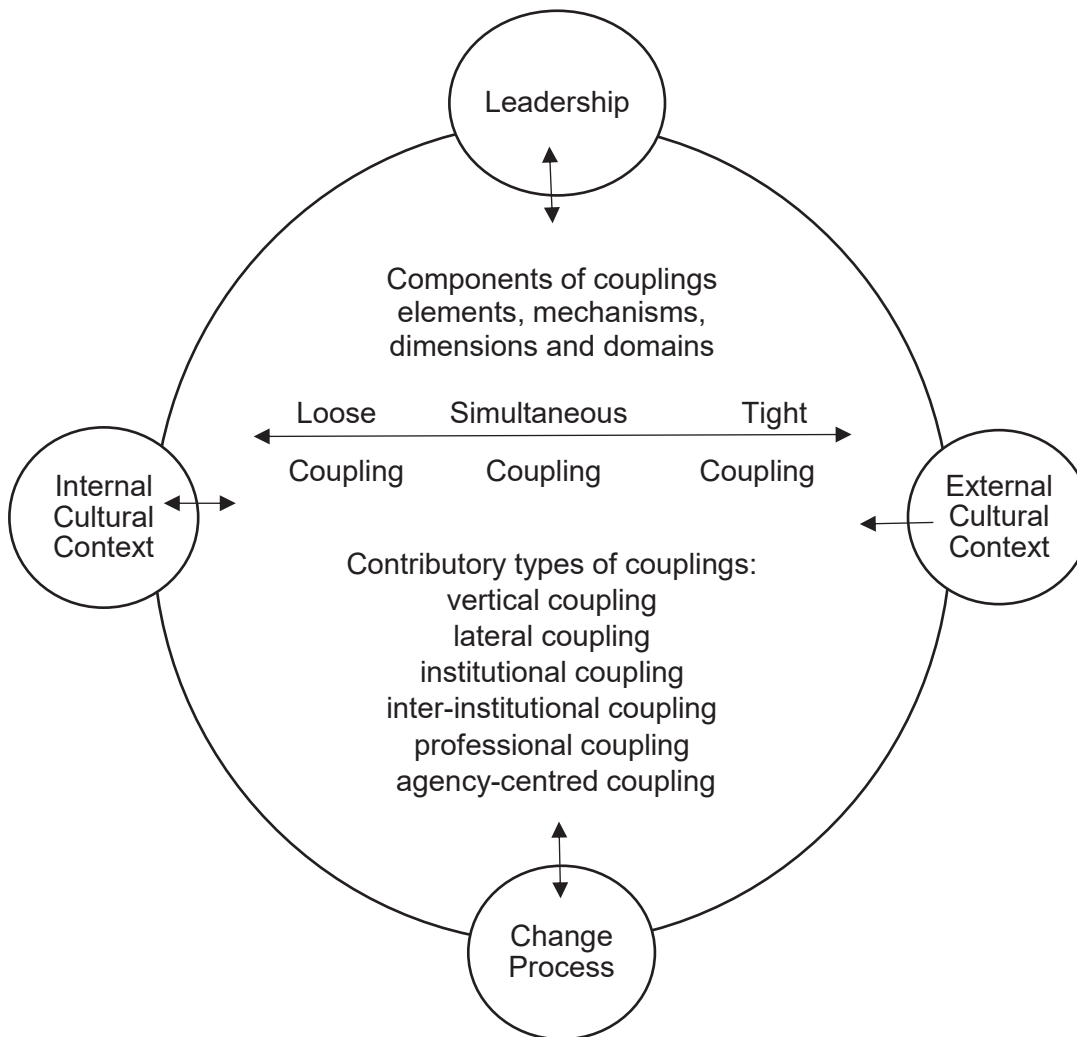 Leadership
Components of couplings
elements, mechanisms,
dimensions and domains
Loose Simultaneous Tight
Coupling Coupling Coupling
Internal
Cultural
Context
External
Cultural
Context
Contributory types of couplings:
vertical coupling
lateral coupling
institutional coupling
inter-institutional coupling
professional coupling
agency-centred coupling
Change
Process